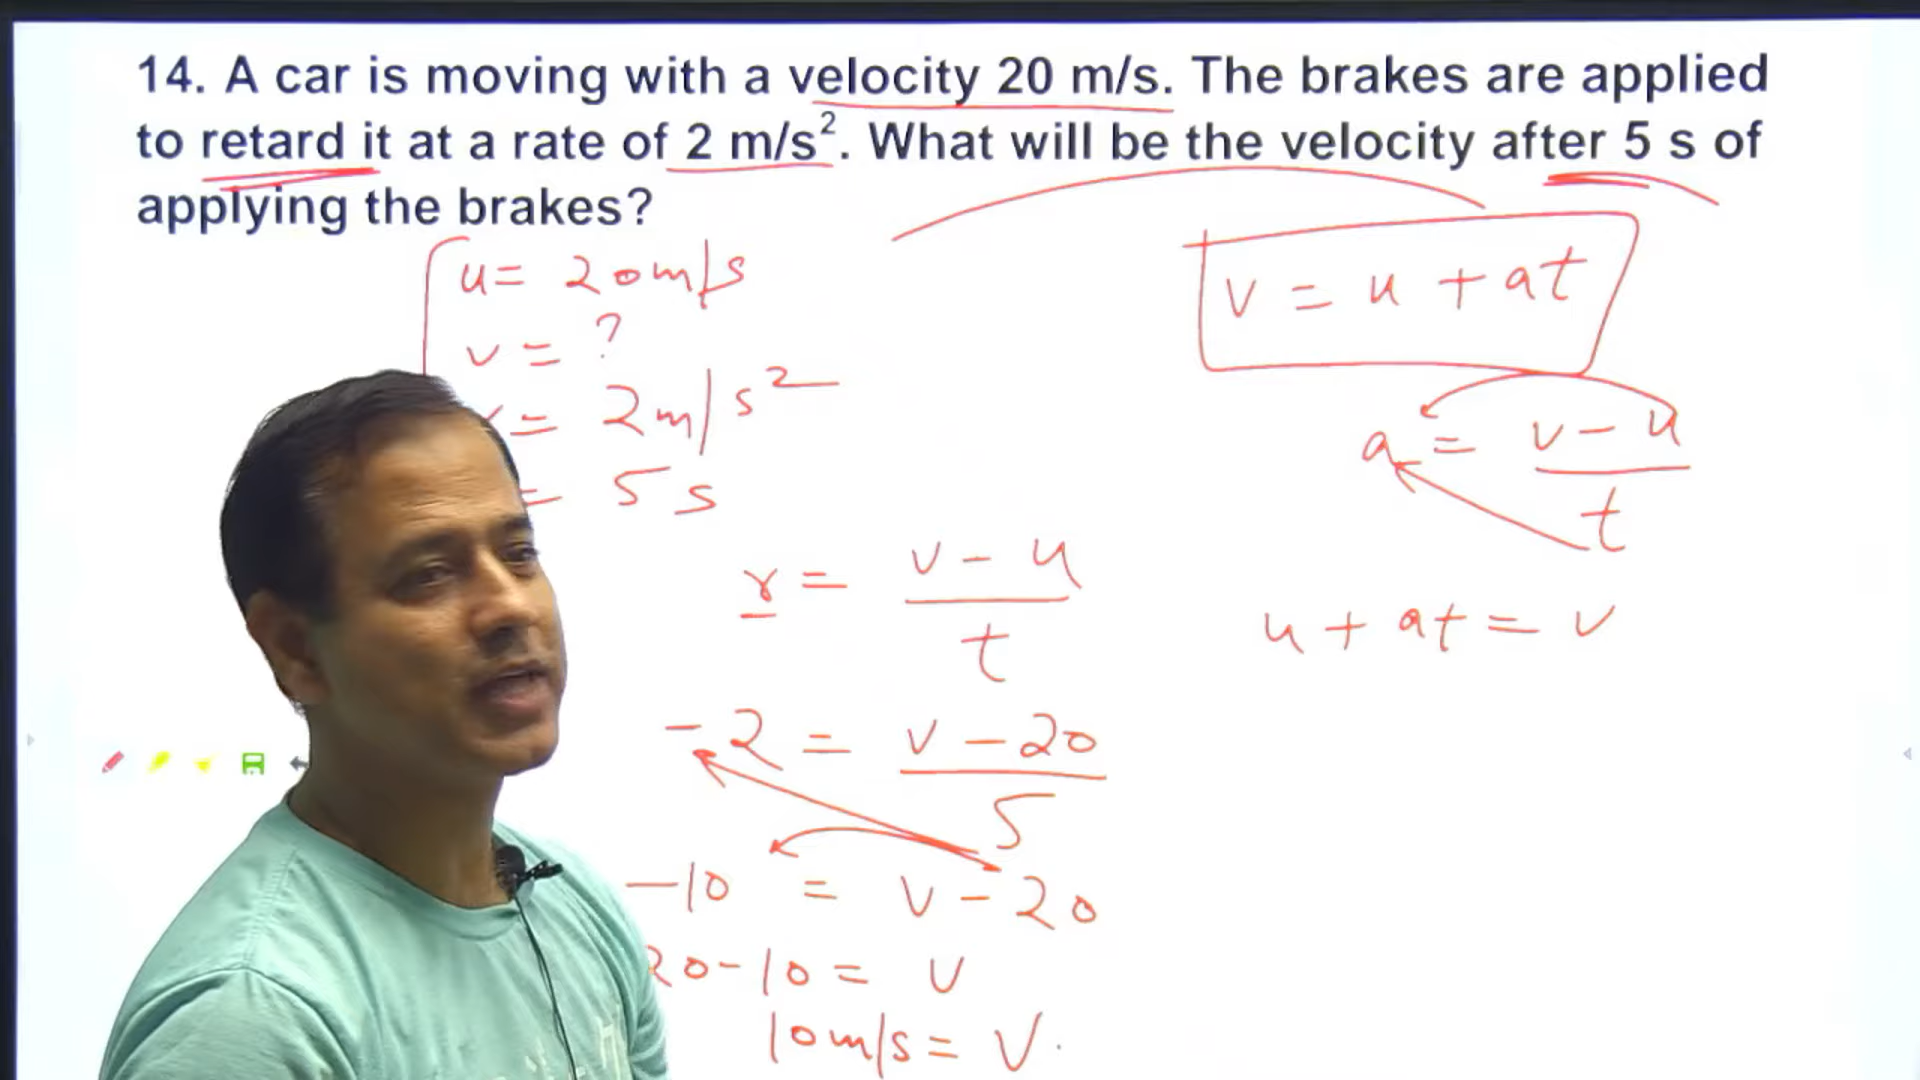 14. A car is moving with a velocity 20 m/s. The brakes are applied
to retard it at a rate of 2 m/s². What will be the velocity after 5 s of
applying the brakes?
u = 20m/s
v = ?
= 2m/s²
= 5 s
r = v - u / t
- 2 = v - 20 / 5
- 10 = v - 20
20 - 10 = v
10m/s = v.
v = u + at
a = v - u / t
u + at = v